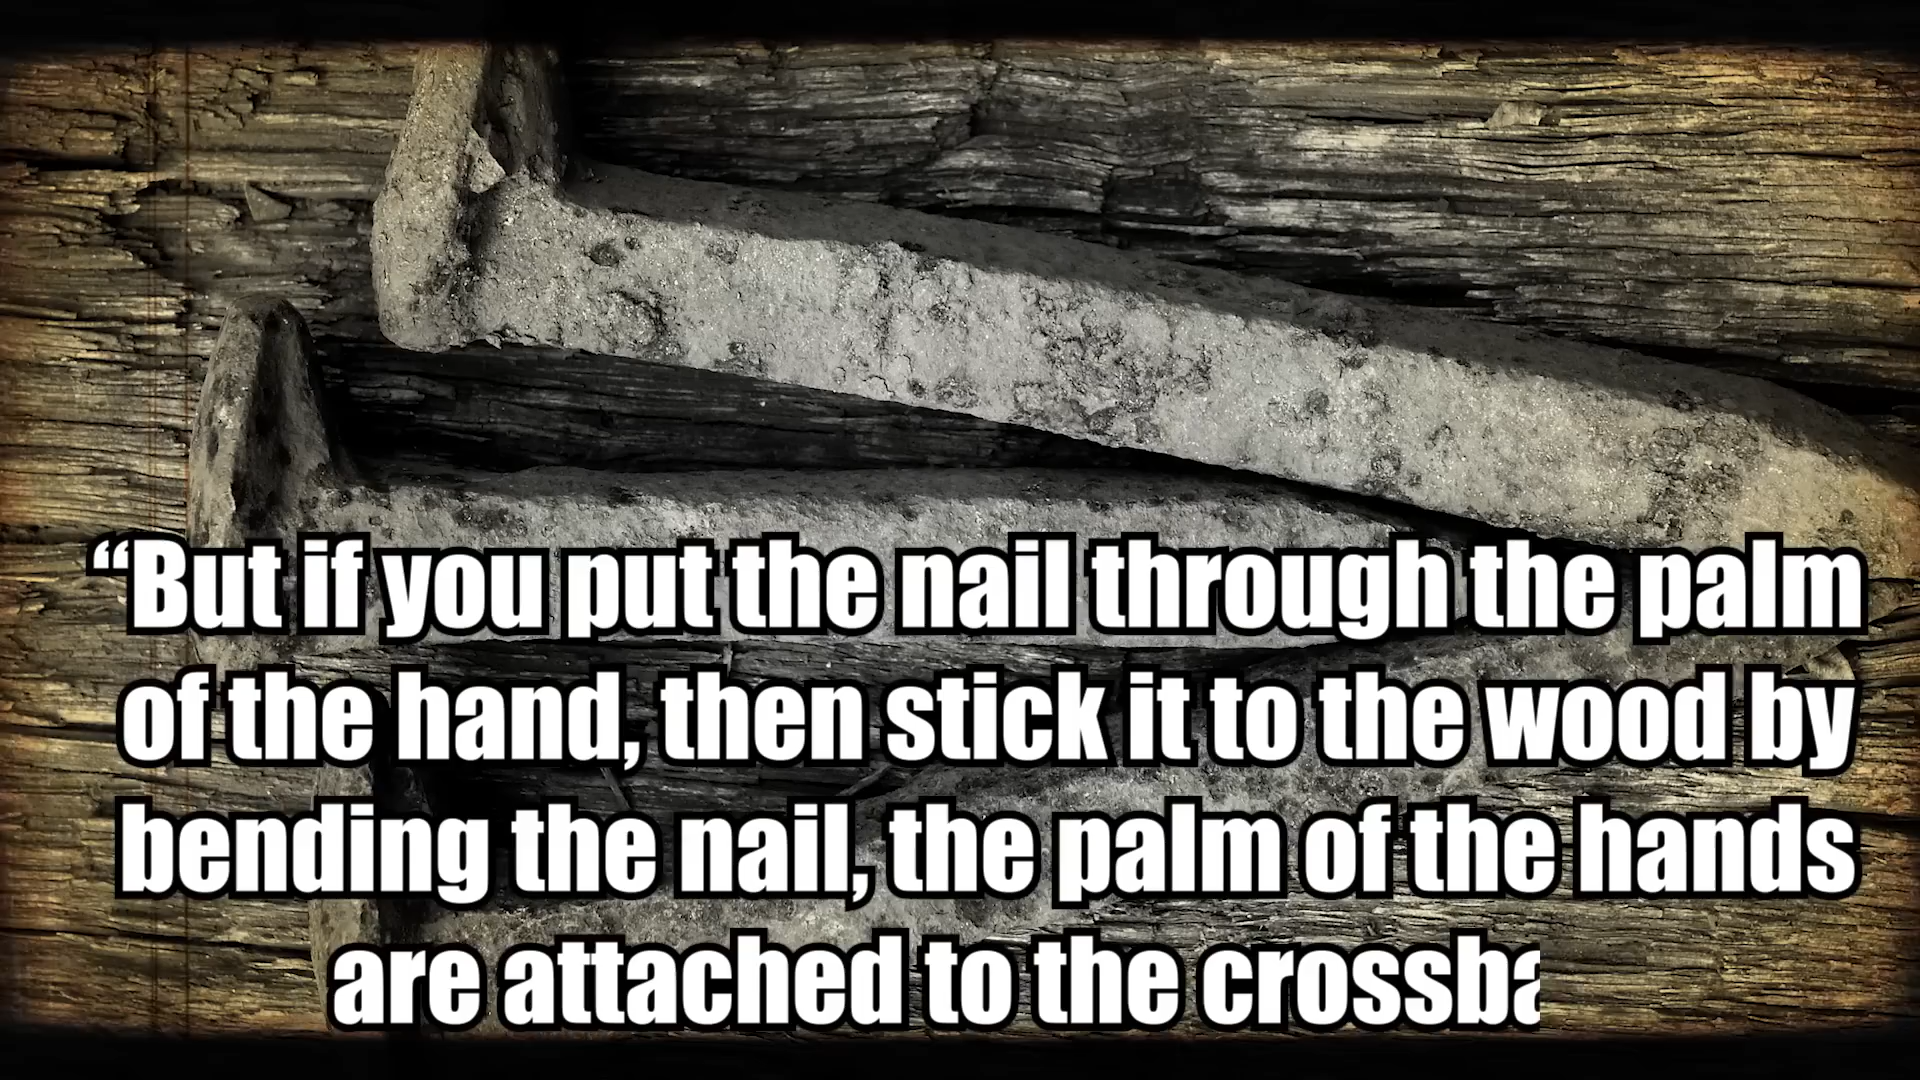 “But if you put the nail through the palm
of the hand, then stick it to the wood by
bending the nail, the palm of the hands
are attached to the crossba